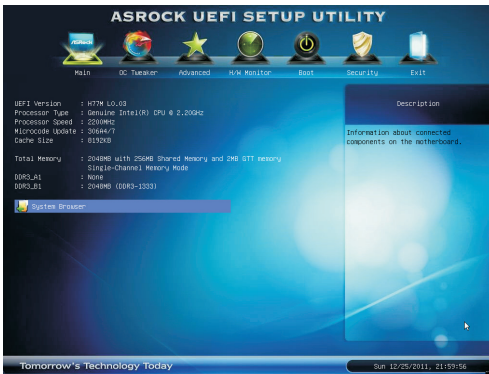 ASROCK UEFI SETUP UTILITY
ASRock
Main OC Tweaker Advanced H/W Monitor Boot Security Exit
UEFI Version : H77M L0.03
Processor Type : Genuine Intel(R) CPU @ 2.20GHz
Processor Speed : 2200MHz
Microcode Update : 306A4/7
Cache Size : 8192KB
Total Memory : 2048MB with 256MB Shared Memory and 2MB GTT memory
Single-Channel Memory Mode
DDR3_A1 : None
DDR3_B1 : 2048MB (DDR3-1333)
System Browser
Description
Information about connected
components on the motherboard.
Tomorrow's Technology Today
Sun 12/25/2011, 21:59:56